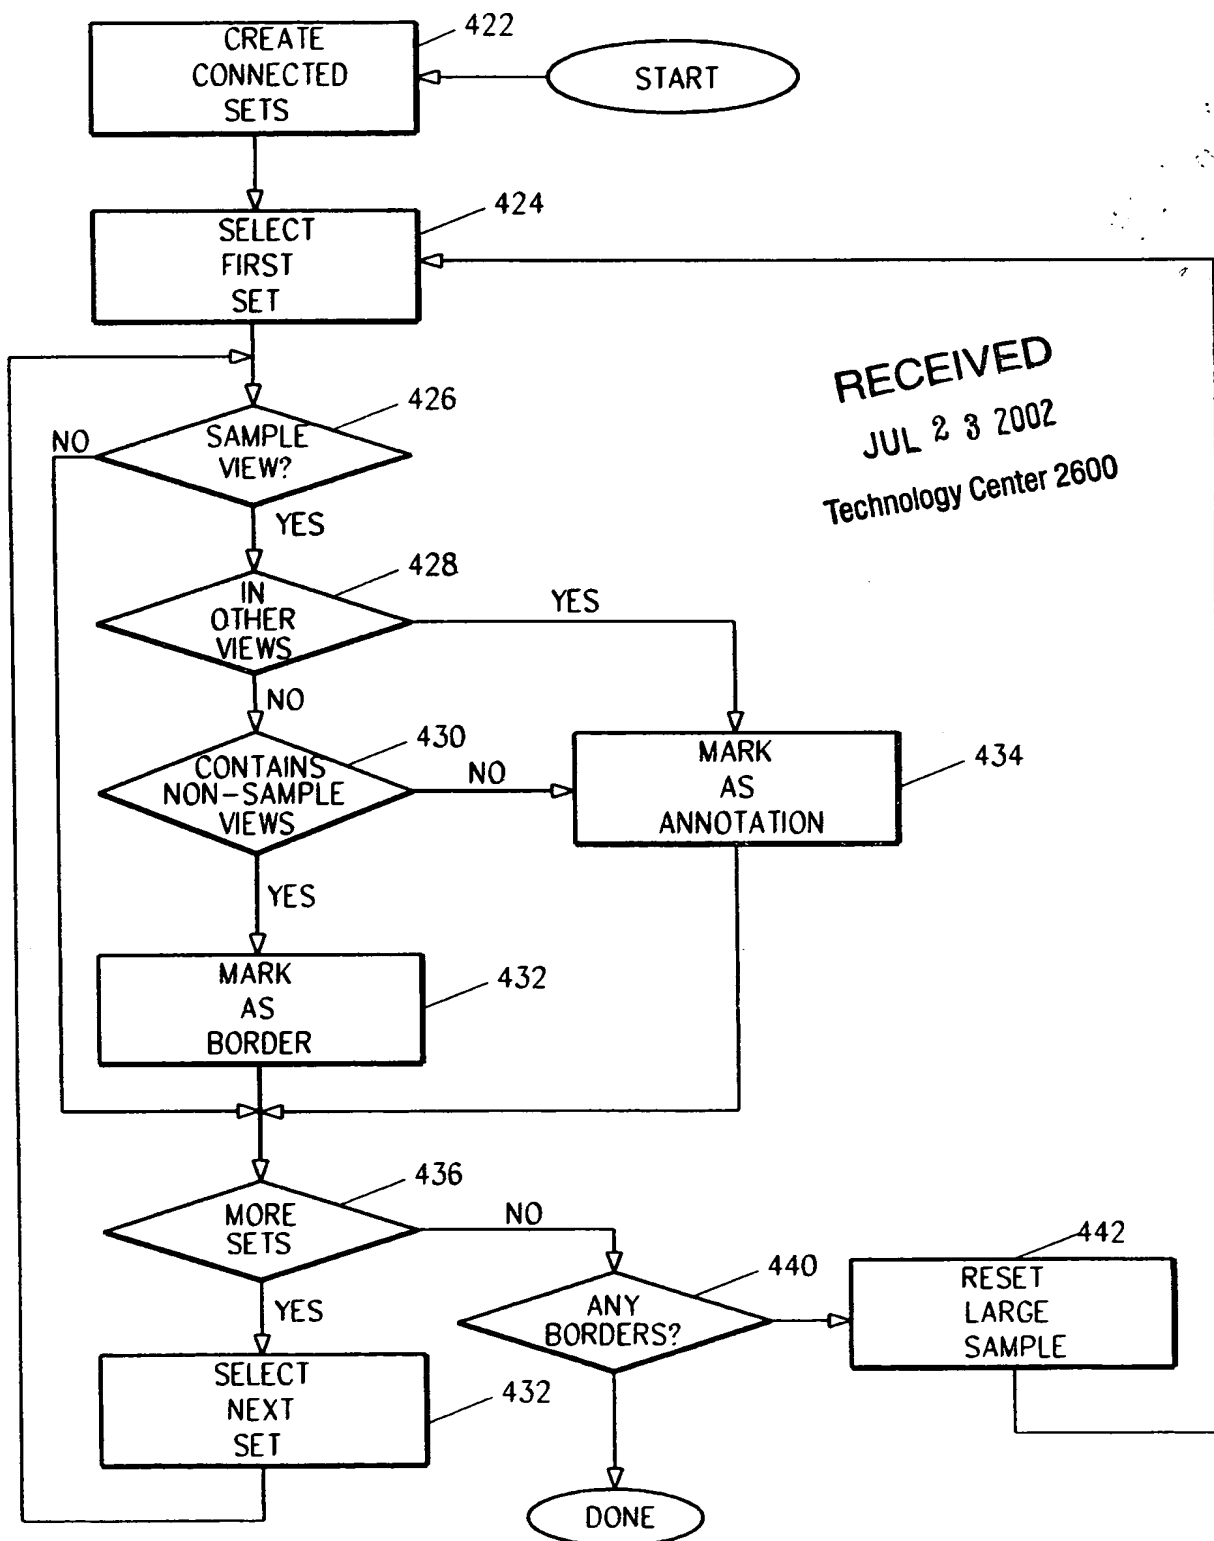 422
CREATE
CONNECTED
SETS
START
424
SELECT
FIRST
SET
RECEIVED
JUL 23 2002
Technology Center 2600
426
NO
SAMPLE
VIEW?
YES
428
IN
OTHER
VIEWS
YES
NO
430
CONTAINS
NON-SAMPLE
VIEWS
NO
MARK
AS
ANNOTATION
434
YES
MARK
AS
BORDER
432
436
MORE
SETS
NO
440
442
ANY
BORDERS?
RESET
LARGE
SAMPLE
YES
SELECT
NEXT
SET
432
DONE